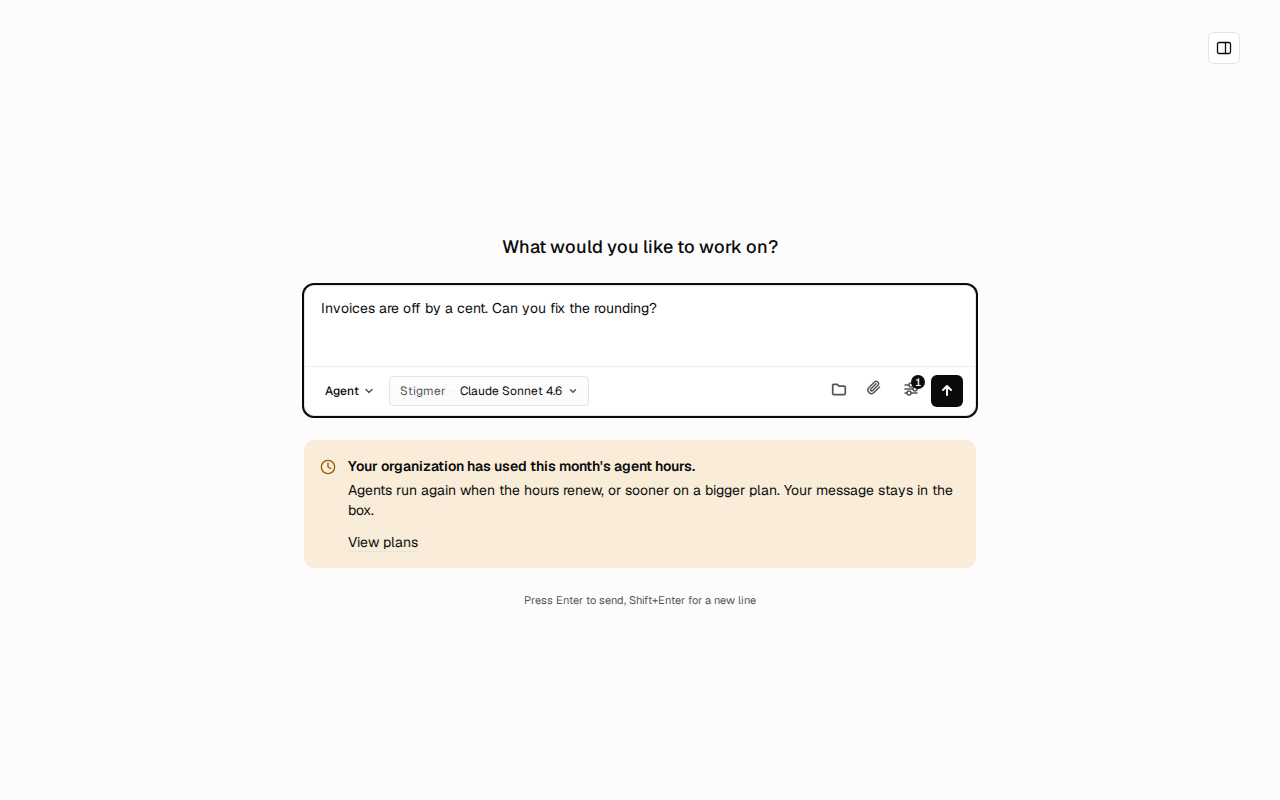 What would you like to work on?
Invoices are off by a cent. Can you fix the rounding?
Agent
Stigmer · Claude Sonnet 4.6
1
Your organization has used this month's agent hours.
Agents run again when the hours renew, or sooner on a bigger plan. Your message stays in the
box.
View plans
Press Enter to send, Shift+Enter for a new line